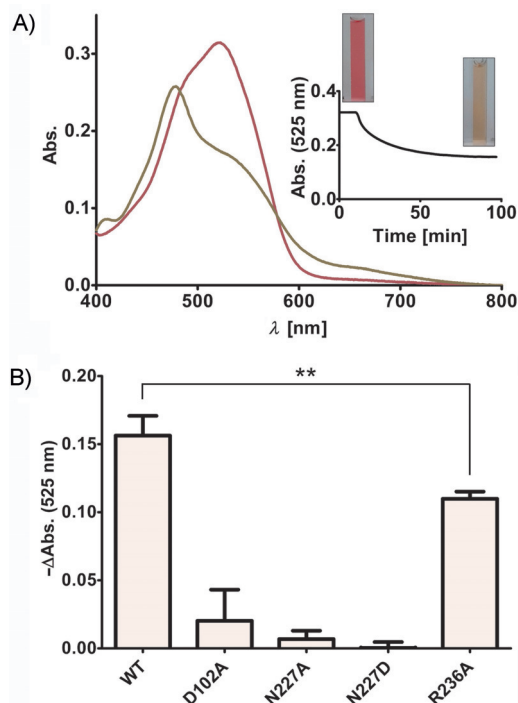 A)
0.3
0.2
0.1
0.0
Abs.
400
500
600
700
800
λ [nm]
0.4
0.2
0.0
Abs. (525 nm)
0
50
100
Time [min]
B)
**
0.20
0.15
0.10
0.05
0.00
−ΔAbs. (525 nm)
WT
D102A
N227A
N227D
R236A